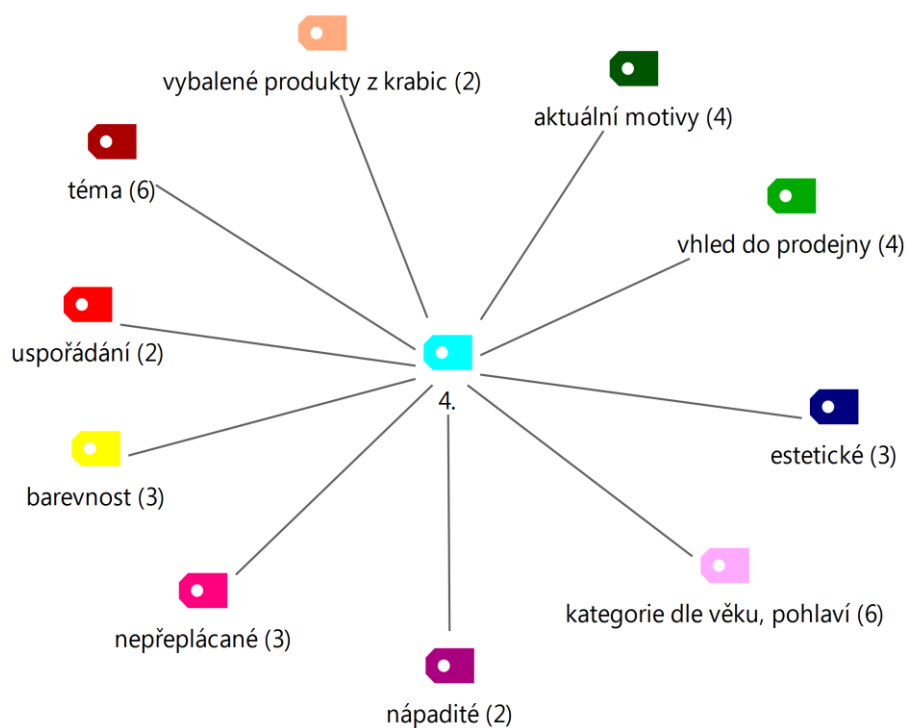 vybalené produkty z krabic (2)
aktuální motivy (4)
téma (6)
vhled do prodejny (4)
uspořádání (2)
4.
estetické (3)
barevnost (3)
kategorie dle věku, pohlaví (6)
nepřeplácané (3)
nápadité (2)